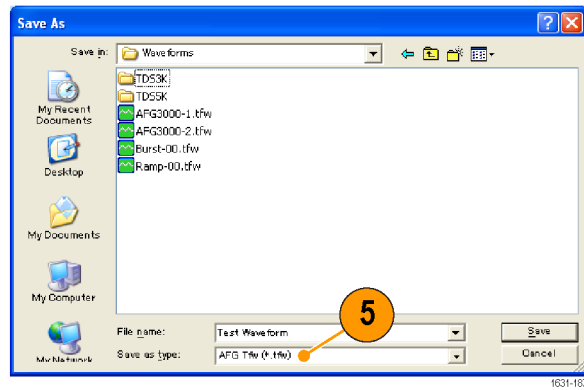 Save As
Save in: Waveforms
TDS3K
TDS5K
AFG3000-1.tfw
AFG3000-2.tfw
Burst-00.tfw
Ramp-00.tfw
My Recent
Documents
Desktop
My Documents
My Computer
My Network
File name: Test Waveform Save
Save as type: AFG Tfw (*.tfw) Cancel
5
1631-187